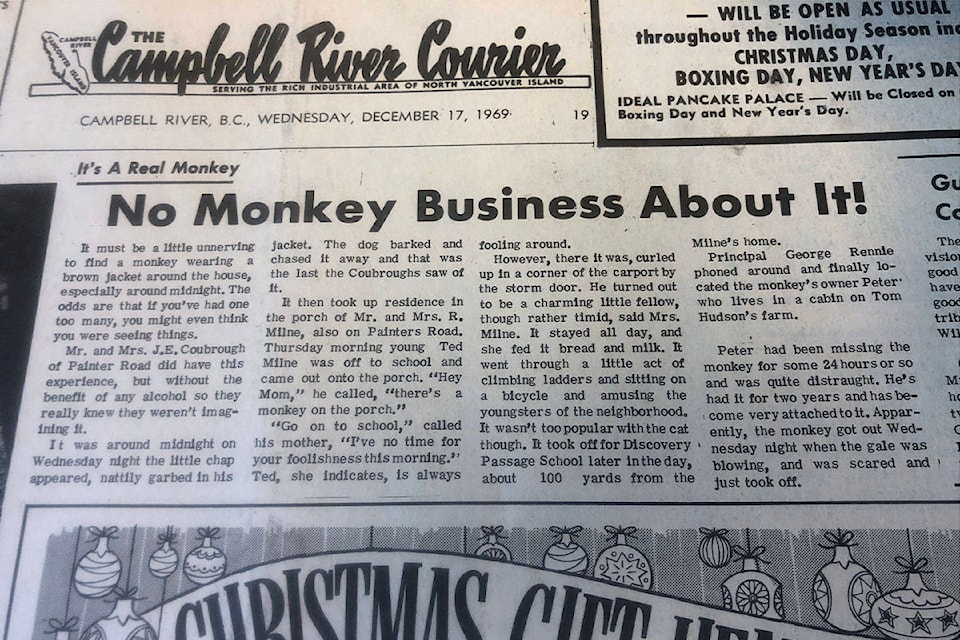 CAMPBELL
RIVER
VANCOUVER ISLAND
THE
Campbell River Courier
SERVING THE RICH INDUSTRIAL AREA OF NORTH VANCOUVER ISLAND
CAMPBELL RIVER, B.C., WEDNESDAY, DECEMBER 17, 1969
19
— WILL BE OPEN AS USUAL
throughout the Holiday Season
CHRISTMAS DAY,
BOXING DAY, NEW YEAR'S
IDEAL PANCAKE PALACE — Will be Closed on
Boxing Day and New Year's Day.
It's A Real Monkey
No Monkey Business About It!
It must be a little unnerving
to find a monkey wearing a
brown jacket around the house,
especially around midnight. The
odds are that if you've had one
too many, you might even think
you were seeing things.
Mr. and Mrs. J.E. Coubrough
of Painter Road did have this
experience, but without the
benefit of any alcohol so they
really knew they weren't imag-
ining it.
It was around midnight on
Wednesday night the little chap
appeared, nattily garbed in his
jacket. The dog barked and
chased it away and that was
the last the Coubroughs saw of
it.
It then took up residence in
the porch of Mr. and Mrs. R.
Milne, also on Painters Road.
Thursday morning young Ted
Milne was off to school and
came out onto the porch. "Hey
Mom," he called, "there's a
monkey on the porch."
"Go on to school," called
his mother, "I've no time for
your foolishness this morning."
Ted, she indicates, is always
fooling around.
However, there it was, curled
up in a corner of the carport by
the storm door. He turned out
to be a charming little fellow,
though rather timid, said Mrs.
Milne. It stayed all day, and
she fed it bread and milk. It
went through a little act of
climbing ladders and sitting on
a bicycle and amusing the
youngsters of the neighborhood.
It wasn't too popular with the cat
though. It took off for Discovery
Passage School later in the day,
about 100 yards from the
Milne's home.
Principal George Rennie
phoned around and finally lo-
cated the monkey's owner Peter
who lives in a cabin on Tom
Hudson's farm.
Peter had been missing the
monkey for some 24 hours or so
and was quite distraught. He's
had it for two years and has be-
come very attached to it. Appar-
ently, the monkey got out Wed-
nesday night when the gale was
blowing, and was scared and
just took off.
CHRISTMAS GIFT